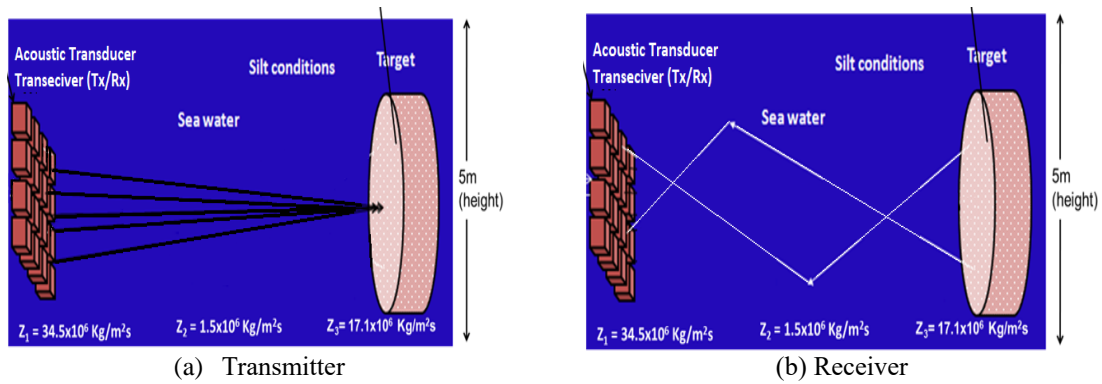 Acoustic Transducer
Transeciver (Tx/Rx)
Silt conditions
Target
Sea water
5m
(height)
Z₁ = 34.5x10⁶ Kg/m²s
Z₂ = 1.5x10⁶ Kg/m²s
Z₃= 17.1x10⁶ Kg/m²s
(a) Transmitter
Acoustic Transducer
Transeciver (Tx/Rx)
Silt conditions
Target
Sea water
5m
(height)
Z₁ = 34.5x10⁶ Kg/m²s
Z₂ = 1.5x10⁶ Kg/m²s
Z₃= 17.1x10⁶ Kg/m²s
(b) Receiver